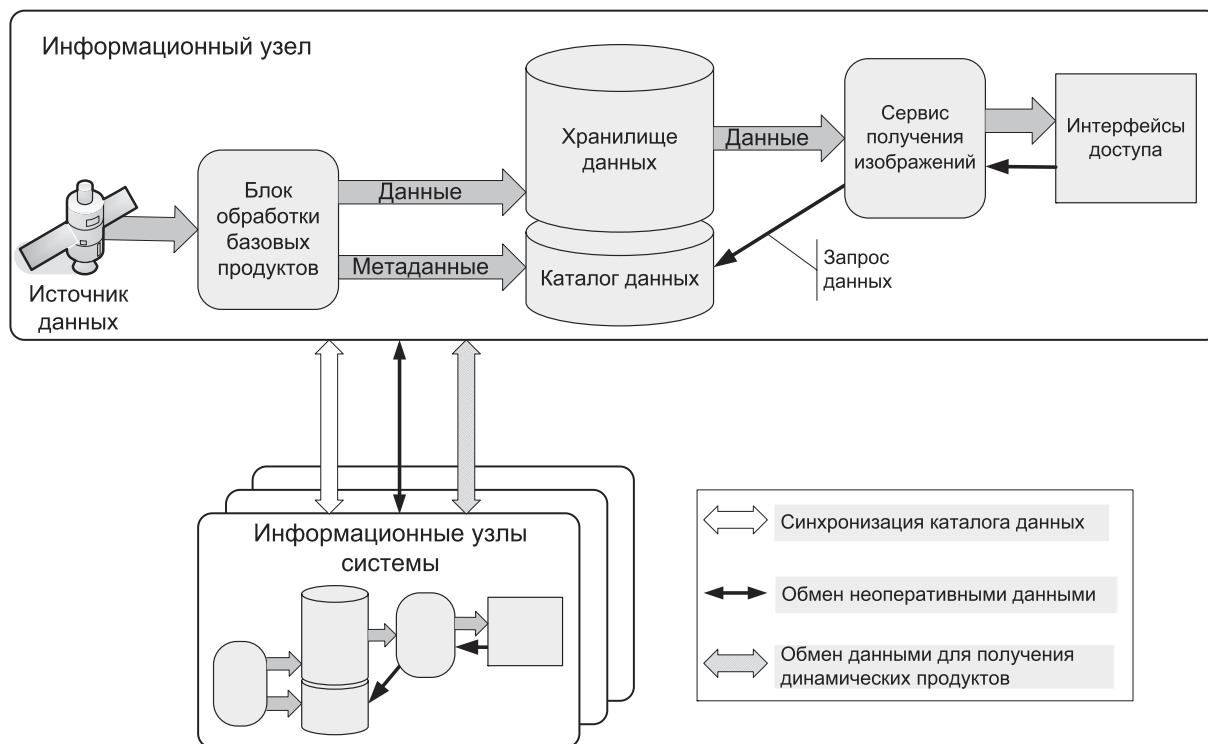 Информационный узел
Источник
данных
Блок
обработки
базовых
продуктов
Данные
Метаданные
Хранилище
данных
Каталог данных
Данные
Сервис
получения
изображений
Интерфейсы
доступа
Запрос
данных
Информационные узлы
системы
Синхронизация каталога данных
Обмен неоперативными данными
Обмен данными для получения
динамических продуктов